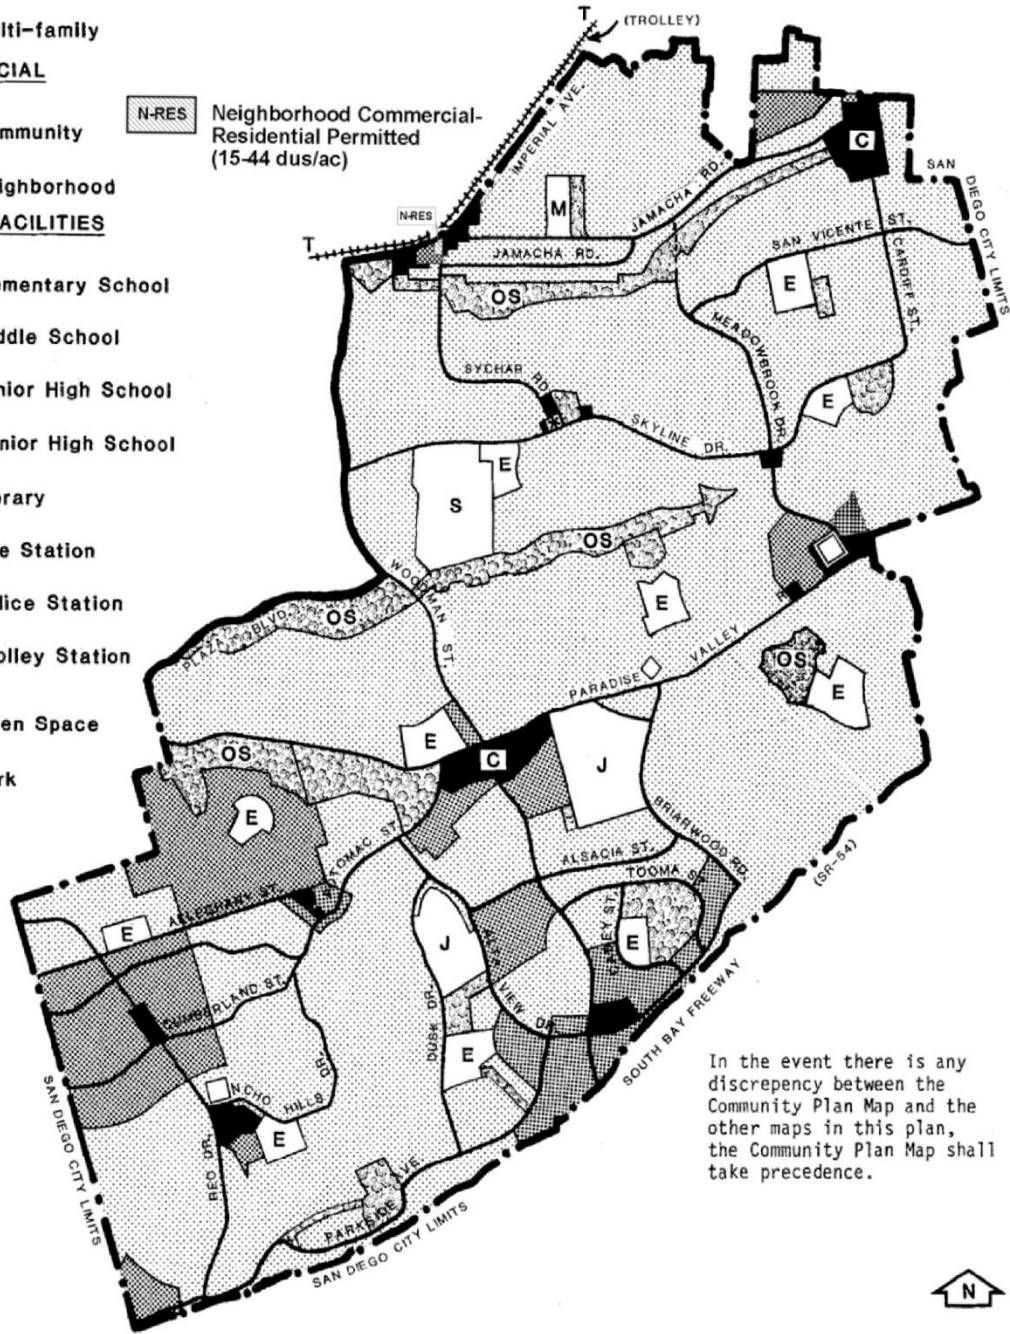 lti-family
CIAL
mmunity
ighborhood
ACILITIES
ementary School
ddle School
nior High School
nior High School
rary
e Station
lice Station
olley Station
en Space
rk
N-RES
Neighborhood Commercial-
Residential Permitted
(15-44 dus/ac)
T
(TROLLEY)
IMPERIAL AVE.
C
SAN
DIEGO CITY LIMITS
N-RES
M
JAMACHA RD.
T
JAMACHA RD.
SAN VICENTE ST.
CARDIFF ST.
E
OS
MEADOWBROOK DR.
SYCHAR RD.
E
SKYLINE DR.
E
S
OS
WOODMAN ST.
E
OS
PLAZA BLVD.
PARADISE VALLEY
OS
E
E
C
J
OS
E
BRIARWOOD RD.
(SR-54)
POTOMAC ST.
ALSACIA ST.
TOOMA ST.
ALLEGHANY ST.
E
J
ALTA VIEW DR.
CAREY ST.
E
CUMBERLAND ST.
DUSK DR.
E
SOUTH BAY FREEWAY
SAN DIEGO CITY LIMITS
NCHO HILLS DR.
E
REO DR.
PARKSIDE AVE.
SAN DIEGO CITY LIMITS
In the event there is any
discrepency between the
Community Plan Map and the
other maps in this plan,
the Community Plan Map shall
take precedence.
N